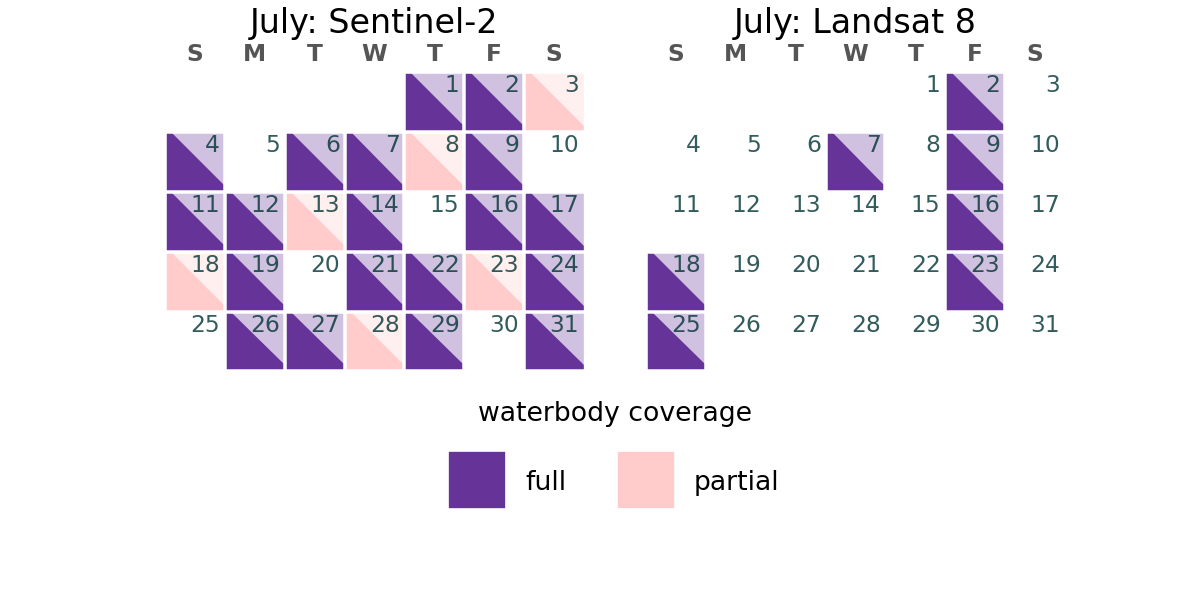 July: Sentinel-2
S M T W T F S
1 2 3
4 5 6 7 8 9 10
11 12 13 14 15 16 17
18 19 20 21 22 23 24
25 26 27 28 29 30 31
July: Landsat 8
S M T W T F S
1 2 3
4 5 6 7 8 9 10
11 12 13 14 15 16 17
18 19 20 21 22 23 24
25 26 27 28 29 30 31
waterbody coverage
full
partial